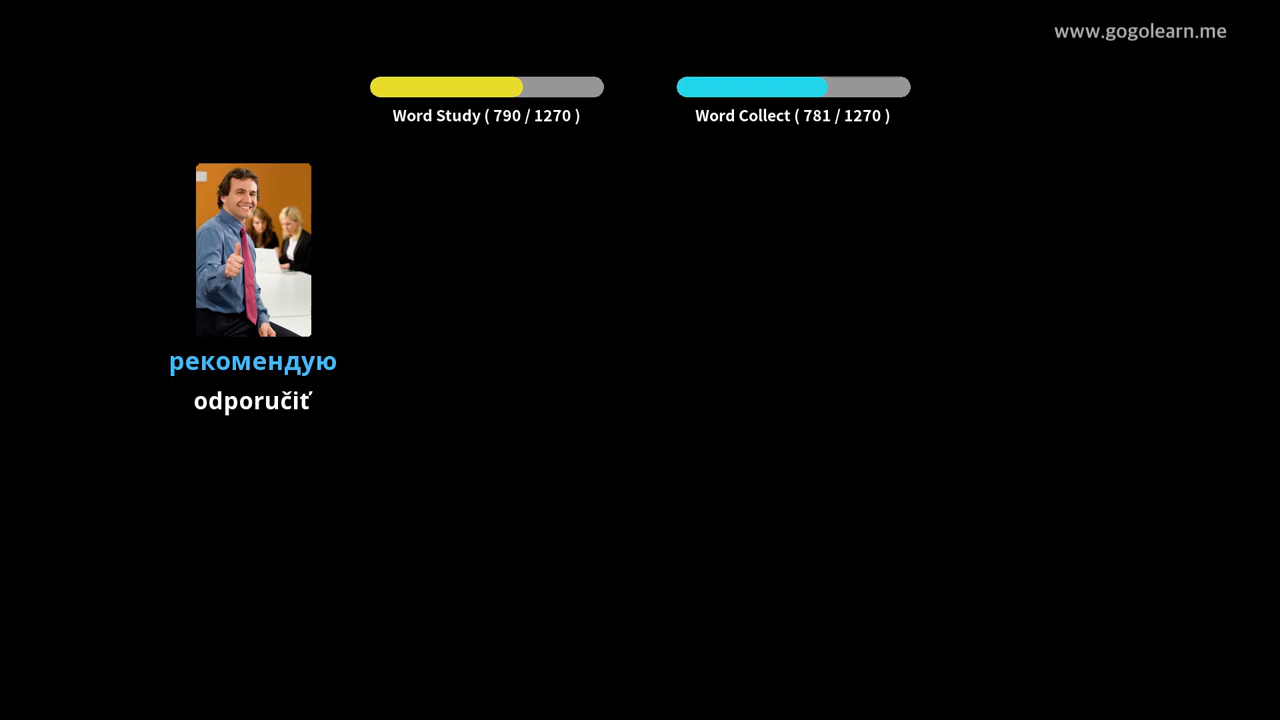 www.gogolearn.me
Word Study ( 790 / 1270 )
Word Collect ( 781 / 1270 )
рекомендую
odporučiť